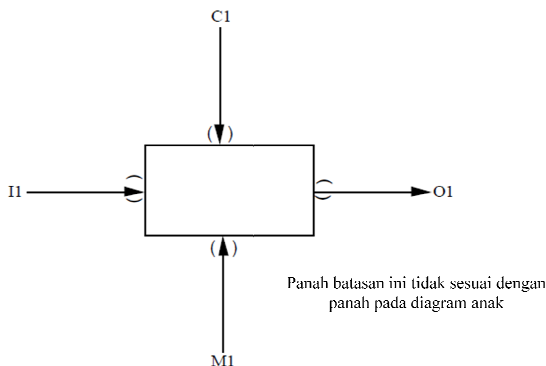 C1
I1
O1
M1
Panah batasan ini tidak sesuai dengan
panah pada diagram anak